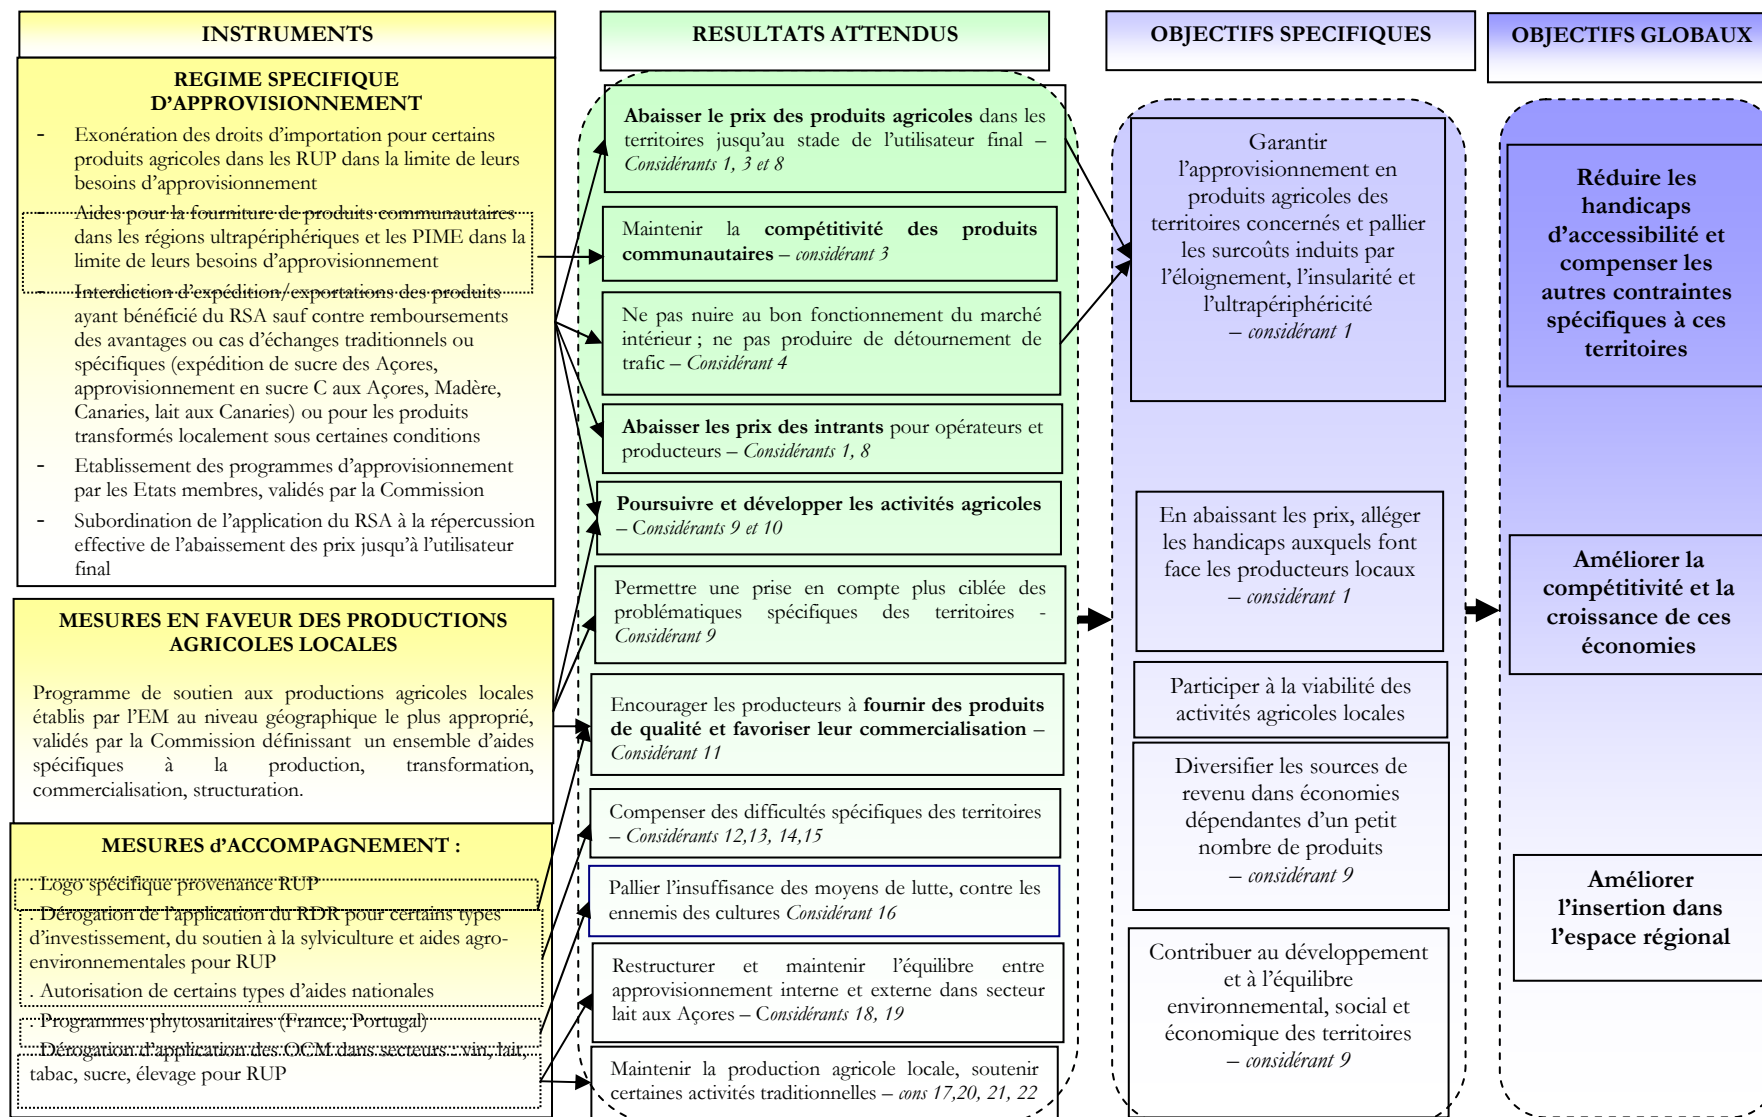 INSTRUMENTS
REGIME SPECIFIQUE
D’APPROVISIONNEMENT
- Exonération des droits d’importation pour certains
produits agricoles dans les RUP dans la limite de leurs
besoins d’approvisionnement
- Aides pour la fourniture de produits communautaires
dans les régions ultrapériphériques et les PIME dans la
limite de leurs besoins d’approvisionnement
- Interdiction d’expédition/exportations des produits
ayant bénéficié du RSA sauf contre remboursements
des avantages ou cas d’échanges traditionnels ou
spécifiques (expédition de sucre des Açores,
approvisionnement en sucre C aux Açores, Madère,
Canaries, lait aux Canaries) ou pour les produits
transformés localement sous certaines conditions
- Etablissement des programmes d’approvisionnement
par les Etats membres, validés par la Commission
- Subordination de l’application du RSA à la répercussion
effective de l’abaissement des prix jusqu’à l’utilisateur
final
MESURES EN FAVEUR DES PRODUCTIONS
AGRICOLES LOCALES
Programme de soutien aux productions agricoles locales
établis par l’EM au niveau géographique le plus approprié,
validés par la Commission définissant un ensemble d’aides
spécifiques à la production, transformation,
commercialisation, structuration.
MESURES d’ACCOMPAGNEMENT :
. Logo spécifique provenance RUP
. Dérogation de l’application du RDR pour certains types
d’investissement, du soutien à la sylviculture et aides agro-
environnementales pour RUP
. Autorisation de certains types d’aides nationales
. Programmes phytosanitaires (France, Portugal)
. Dérogation d’application des OCM dans secteurs : vin, lait,
tabac, sucre, élevage pour RUP
RESULTATS ATTENDUS
Abaisser le prix des produits agricoles dans les
territoires jusqu’au stade de l’utilisateur final –
Considérants 1, 3 et 8
Maintenir la compétitivité des produits
communautaires – considérant 3
Ne pas nuire au bon fonctionnement du marché
intérieur ; ne pas produire de détournement de
trafic – Considérant 4
Abaisser les prix des intrants pour opérateurs et
producteurs – Considérants 1, 8
Poursuivre et développer les activités agricoles
– Considérants 9 et 10
Permettre une prise en compte plus ciblée des
problématiques spécifiques des territoires -
Considérant 9
Encourager les producteurs à fournir des produits
de qualité et favoriser leur commercialisation –
Considérant 11
Compenser des difficultés spécifiques des territoires
– Considérants 12,13, 14,15
Pallier l’insuffisance des moyens de lutte, contre les
ennemis des cultures Considérant 16
Restructurer et maintenir l’équilibre entre
approvisionnement interne et externe dans secteur
lait aux Açores – Considérants 18, 19
Maintenir la production agricole locale, soutenir
certaines activités traditionnelles – cons 17,20, 21, 22
OBJECTIFS SPECIFIQUES
Garantir
l’approvisionnement en
produits agricoles des
territoires concernés et pallier
les surcoûts induits par
l’éloignement, l’insularité et
l’ultrapériphéricité
– considérant 1
En abaissant les prix, alléger
les handicaps auxquels font
face les producteurs locaux
– considérant 1
Participer à la viabilité des
activités agricoles locales
Diversifier les sources de
revenu dans économies
dépendantes d’un petit
nombre de produits
– considérant 9
Contribuer au développement
et à l’équilibre
environnemental, social et
économique des territoires
– considérant 9
OBJECTIFS GLOBAUX
Réduire les
handicaps
d’accessibilité et
compenser les
autres contraintes
spécifiques à ces
territoires
Améliorer la
compétitivité et la
croissance de ces
économies
Améliorer
l’insertion dans
l’espace régional